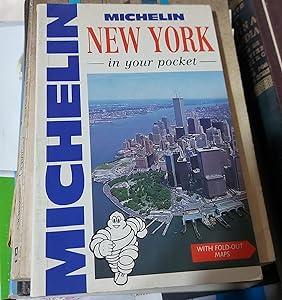 MICHELIN
MICHELIN
NEW YORK
in your pocket
WITH FOLD-OUT
MAPS